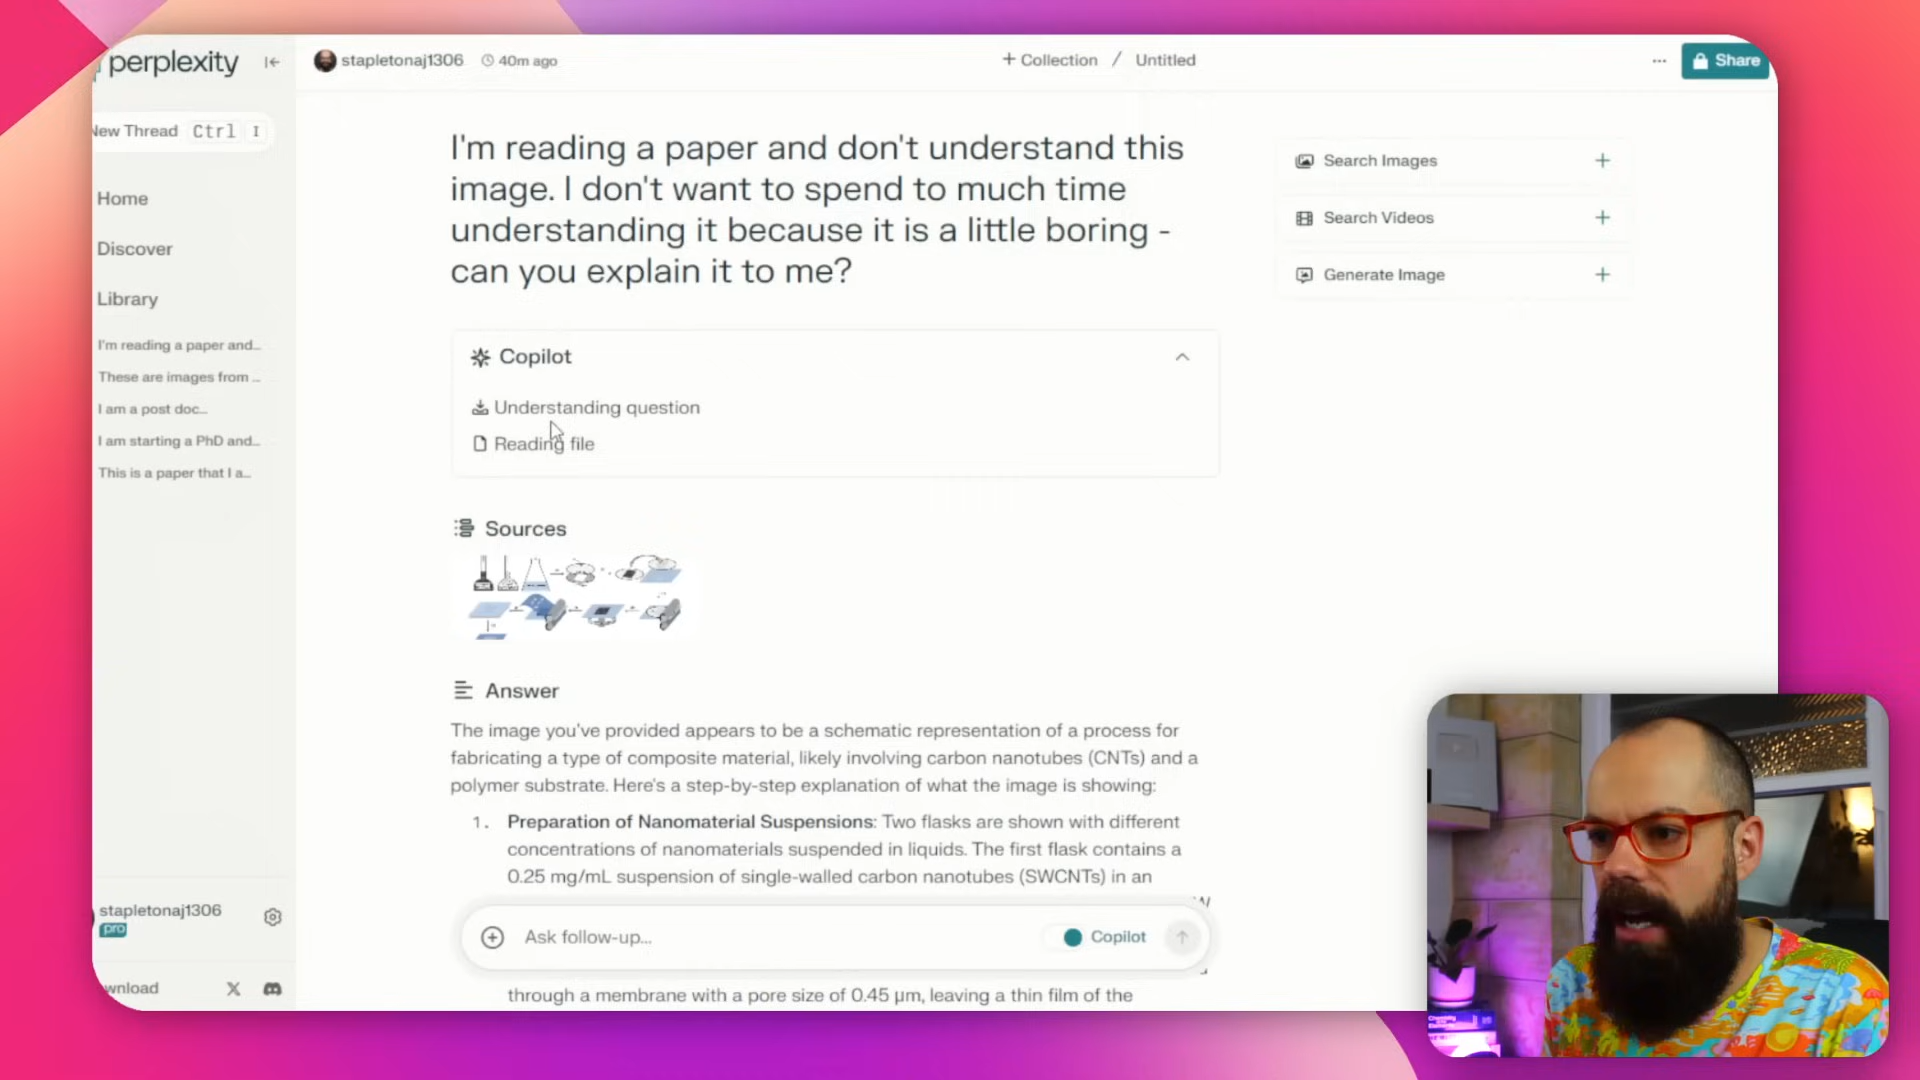 perplexity
stapletonaj1306
40m ago
+ Collection / Untitled
...
Share
New Thread Ctrl I
Home
Discover
Library
I'm reading a paper and...
These are images from ...
I am a post doc...
I am starting a PhD and...
This is a paper that I a...
I'm reading a paper and don't understand this
image. I don't want to spend to much time
understanding it because it is a little boring -
can you explain it to me?
Search Images +
Search Videos +
Generate Image +
Copilot
Understanding question
Reading file
Sources
Answer
The image you've provided appears to be a schematic representation of a process for
fabricating a type of composite material, likely involving carbon nanotubes (CNTs) and a
polymer substrate. Here's a step-by-step explanation of what the image is showing:
1. Preparation of Nanomaterial Suspensions: Two flasks are shown with different
concentrations of nanomaterials suspended in liquids. The first flask contains a
0.25 mg/mL suspension of single-walled carbon nanotubes (SWCNTs) in an
Ask follow-up...
Copilot
through a membrane with a pore size of 0.45 µm, leaving a thin film of the
stapletonaj1306
pro
wnload
X